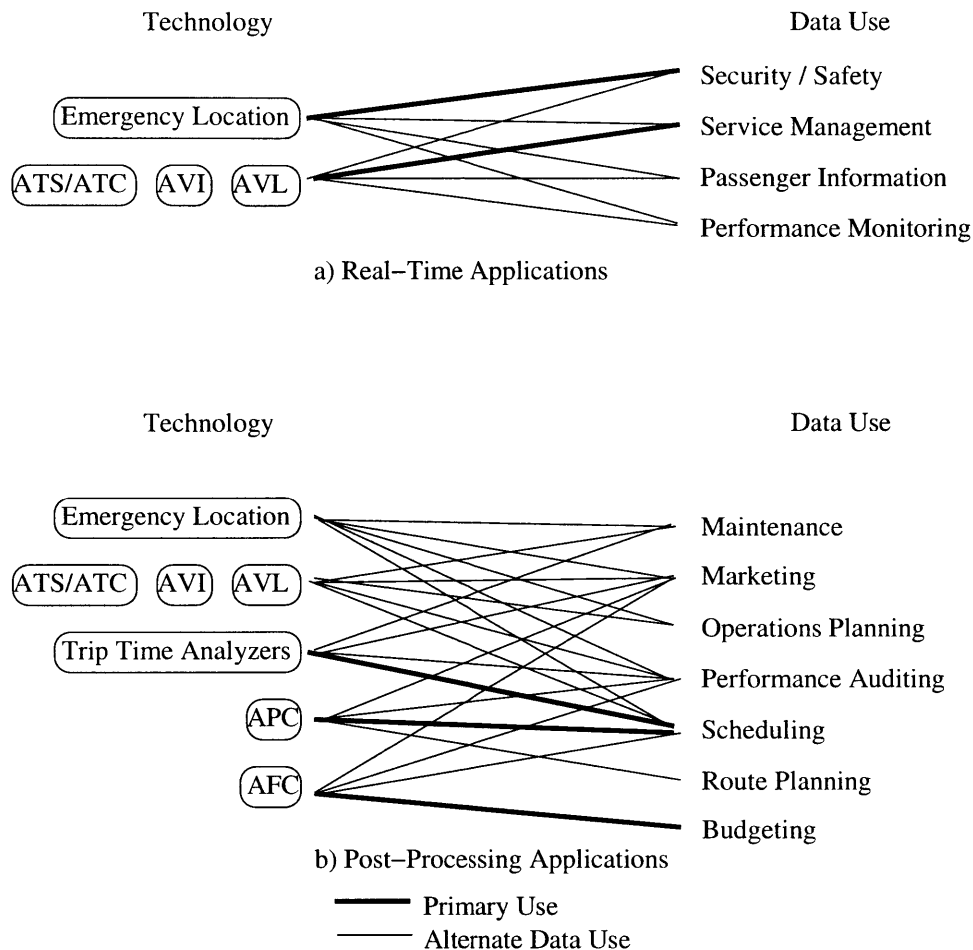 Technology Data Use
Security / Safety
Emergency Location
Service Management
ATS/ATC AVI AVL Passenger Information
Performance Monitoring
a) Real−Time Applications
Technology Data Use
Emergency Location Maintenance
ATS/ATC AVI AVL Marketing
Operations Planning
Trip Time Analyzers
Performance Auditing
APC Scheduling
AFC Route Planning
Budgeting
b) Post−Processing Applications
Primary Use
Alternate Data Use